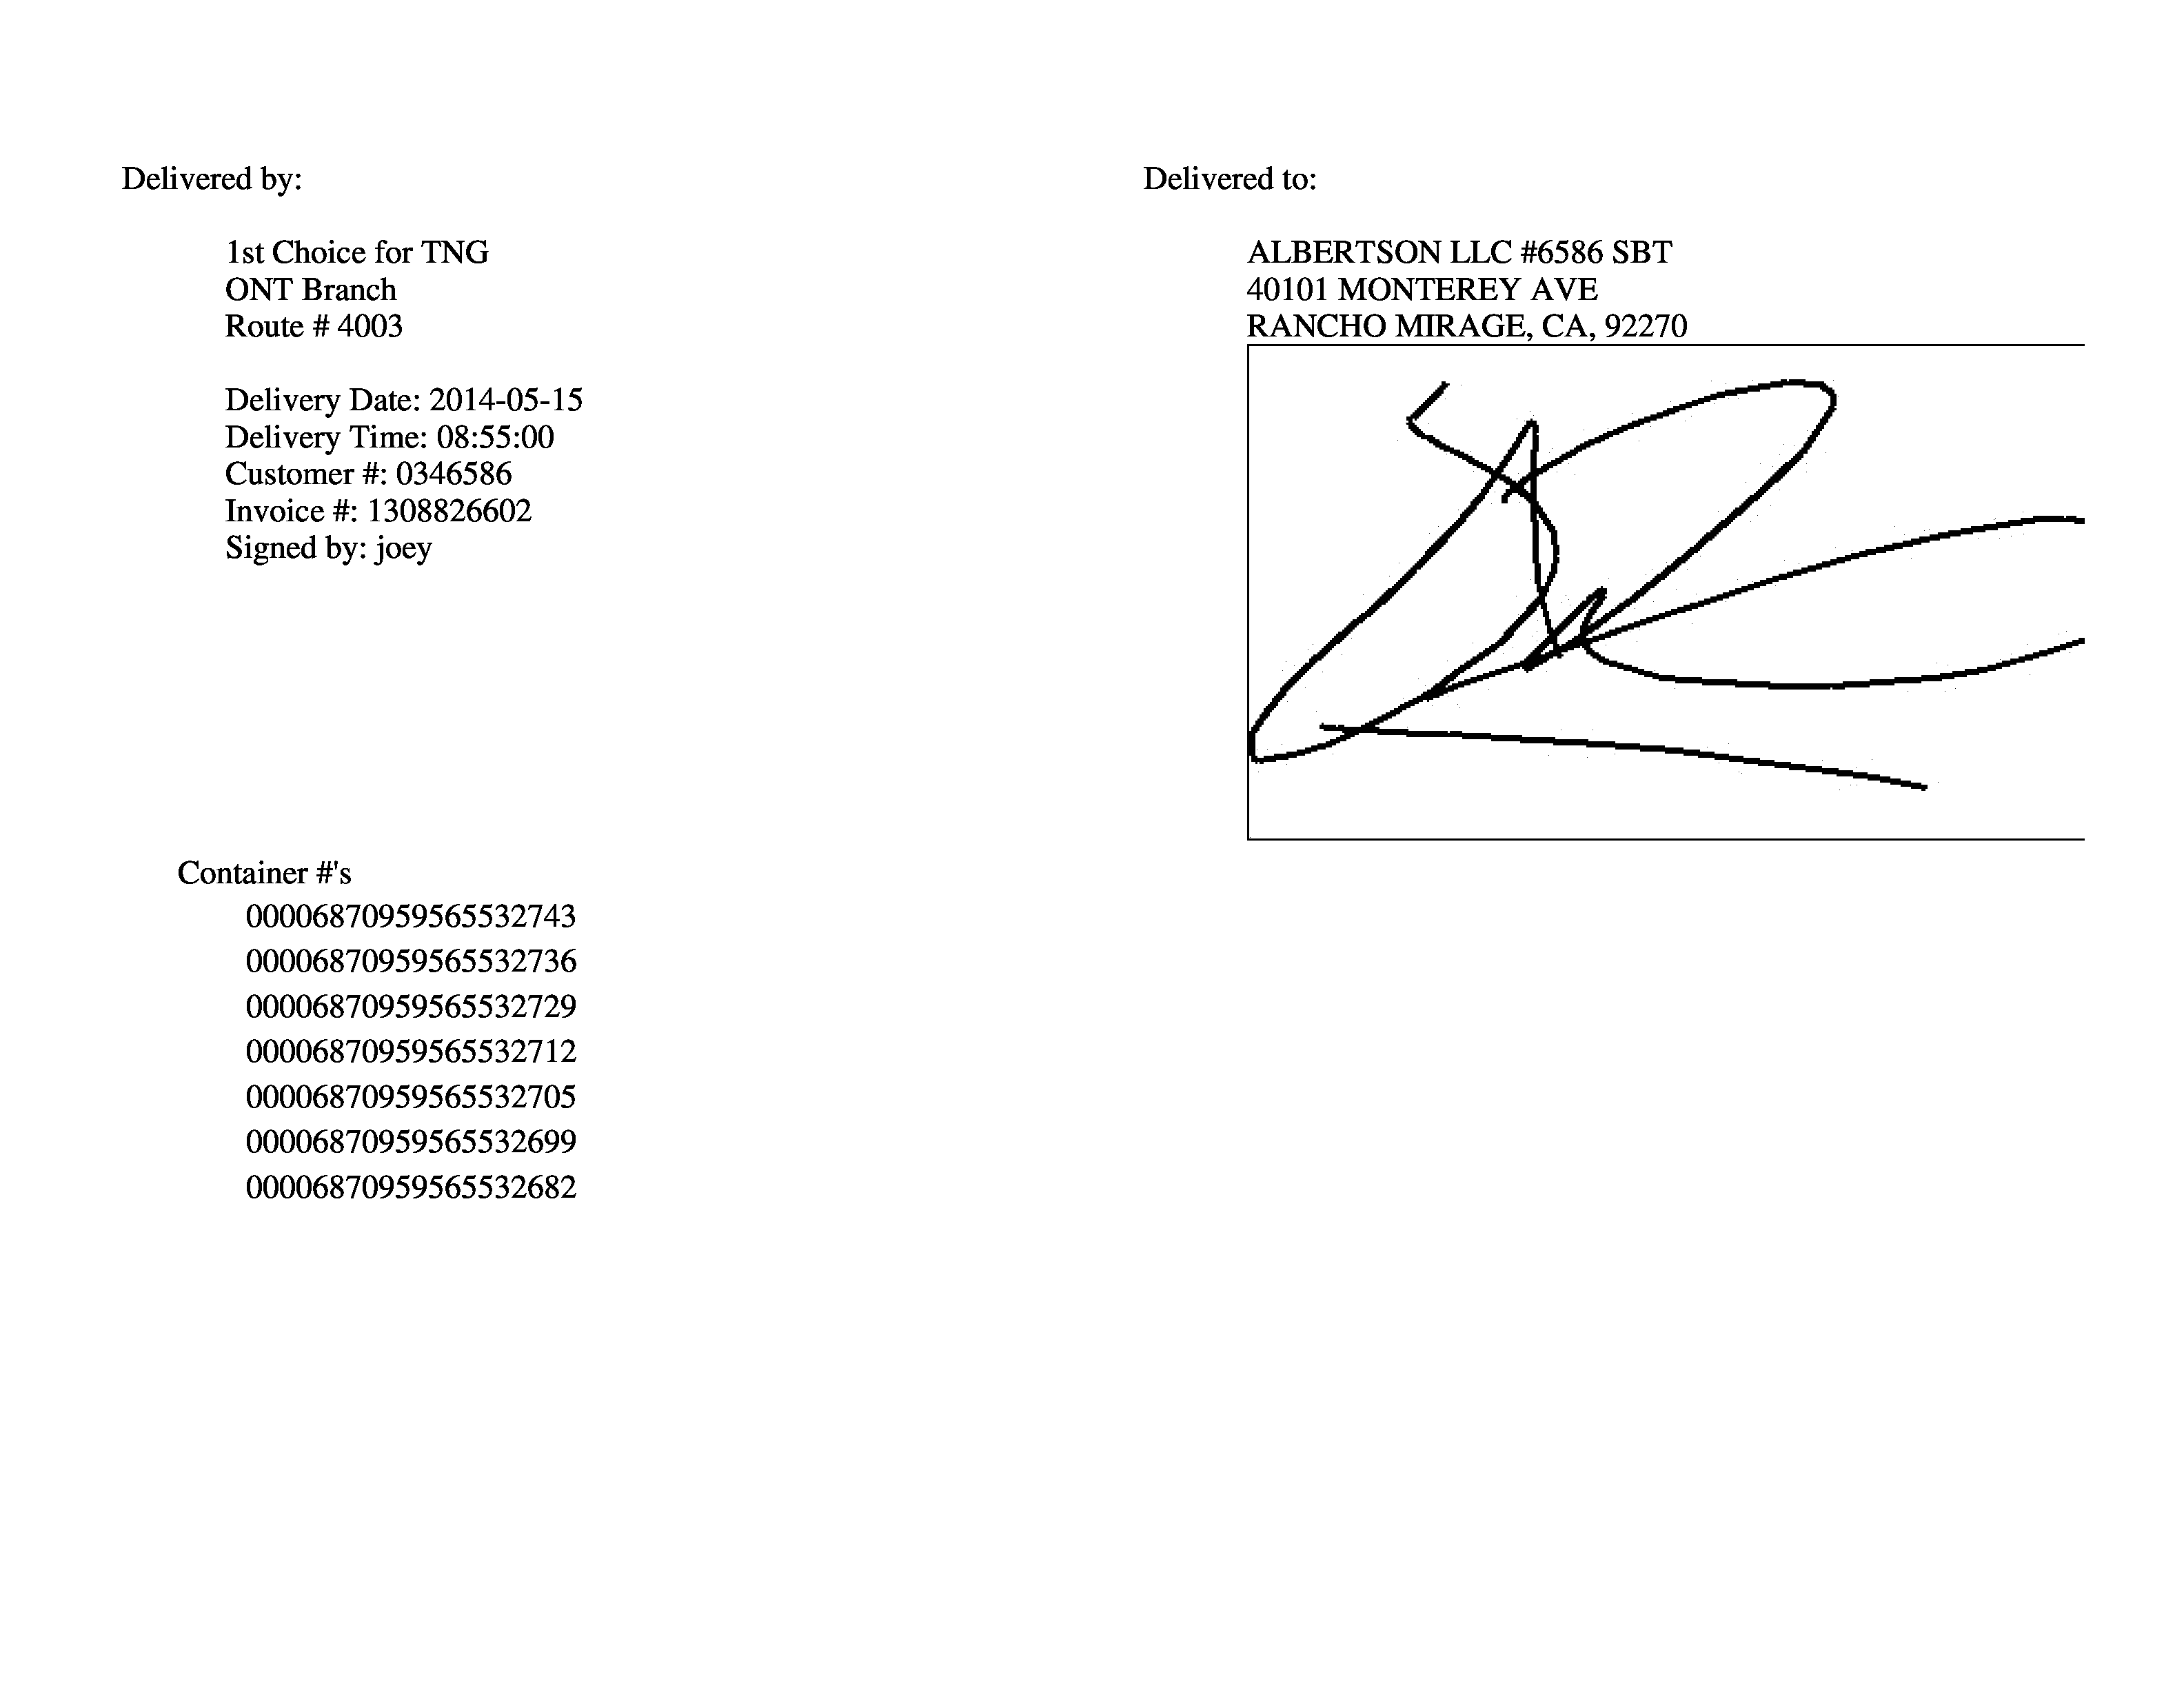 Delivered by:
1st Choice for TNG
ONT Branch
Route # 4003
Delivery Date: 2014-05-15
Delivery Time: 08:55:00
Customer #: 0346586
Invoice #: 1308826602
Signed by: joey
Delivered to:
ALBERTSON LLC #6586 SBT
40101 MONTEREY AVE
RANCHO MIRAGE, CA, 92270
Container #'s
00006870959565532743
00006870959565532736
00006870959565532729
00006870959565532712
00006870959565532705
00006870959565532699
00006870959565532682